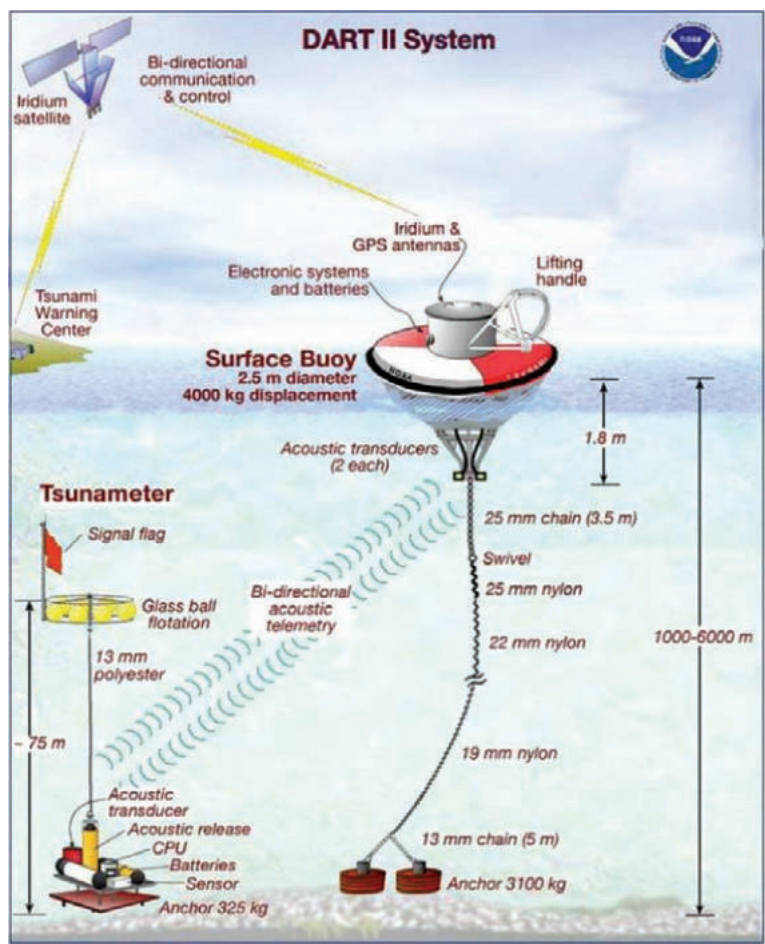 DART II System
NOAA
Bi-directional
communication
& control
Iridium
satellite
Iridium &
GPS antennas
Lifting
handle
Electronic systems
and batteries
Tsunami
Warning
Center
Surface Buoy
2.5 m diameter
4000 kg displacement
NOAA
1.8 m
Acoustic transducers
(2 each)
Tsunameter
Signal flag
25 mm chain (3.5 m)
Swivel
25 mm nylon
Glass ball
flotation
Bi-directional
acoustic
telemetry
22 mm nylon
1000-6000 m
13 mm
polyester
~ 75 m
19 mm nylon
Acoustic
transducer
Acoustic release
CPU
Batteries
Sensor
Anchor 325 kg
13 mm chain (5 m)
Anchor 3100 kg